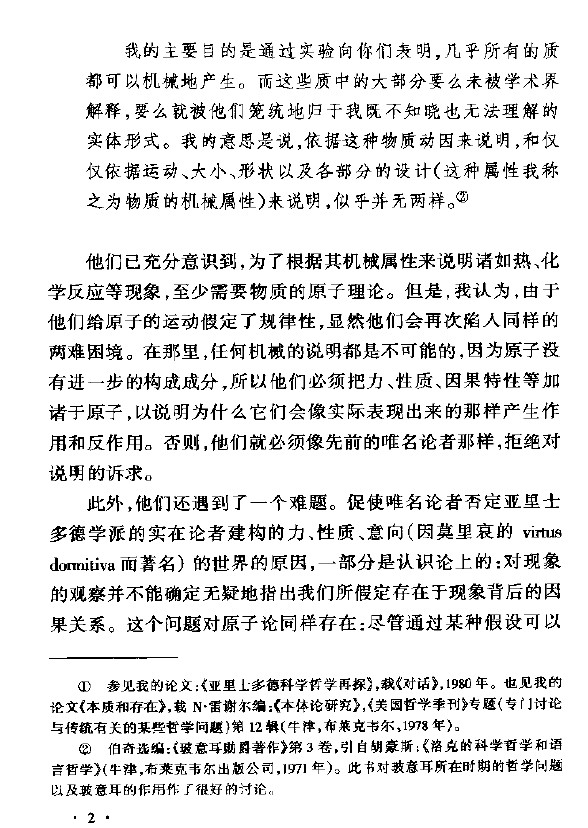 我的主要目的是通过实验向你们表明,几乎所有的质
都可以机械地产生。而这些质中的大部分要么未被学术界
解释,要么就被他们笼统地归于我既不知晓也无法理解的
实体形式。我的意思是说,依据这种物质动因来说明,和仅
仅依据运动、大小、形状以及各部分的设计(这种属性我称
之为物质的机械属性)来说明,似乎并无两样。②
他们已充分意识到,为了根据其机械属性来说明诸如热、化
学反应等现象,至少需要物质的原子理论。但是,我认为,由于
他们给原子的运动假定了规律性,显然他们会再次陷入同样的
两难困境。在那里,任何机械的说明都是不可能的,因为原子没
有进一步的构成成分,所以他们必须把力、性质、因果特性等加
诸于原子,以说明为什么它们会像实际表现出来的那样产生作
用和反作用。否则,他们就必须像先前的唯名论者那样,拒绝对
说明的诉求。
此外,他们还遇到了一个难题。促使唯名论者否定亚里士
多德学派的实在论者建构的力、性质、意向(因莫里哀的 virtus
dormitiva 而著名) 的世界的原因,一部分是认识论上的:对现象
的观察并不能确定无疑地指出我们所假定存在于现象背后的因
果关系。这个问题对原子论同样存在:尽管通过某种假设可以
① 参见我的论文:《亚里士多德科学哲学再探》,载《对话》,1980 年。也见我的
论文《本质和存在》,载 N·雷谢尔编:《本体论研究》,《美国哲学季刊》专题(专门讨论
与传统有关的某些哲学问题)第 12 辑(牛津,布莱克韦尔,1978 年)。
② 伯奇选编:《玻意耳勋爵著作》第 3 卷,引自胡蒙斯:《洛克的科学哲学和语
言哲学》(牛津,布莱克韦尔出版公司,1971 年)。此书对玻意耳所在时期的哲学问题
以及玻意耳的作用作了很好的讨论。
· 2 ·